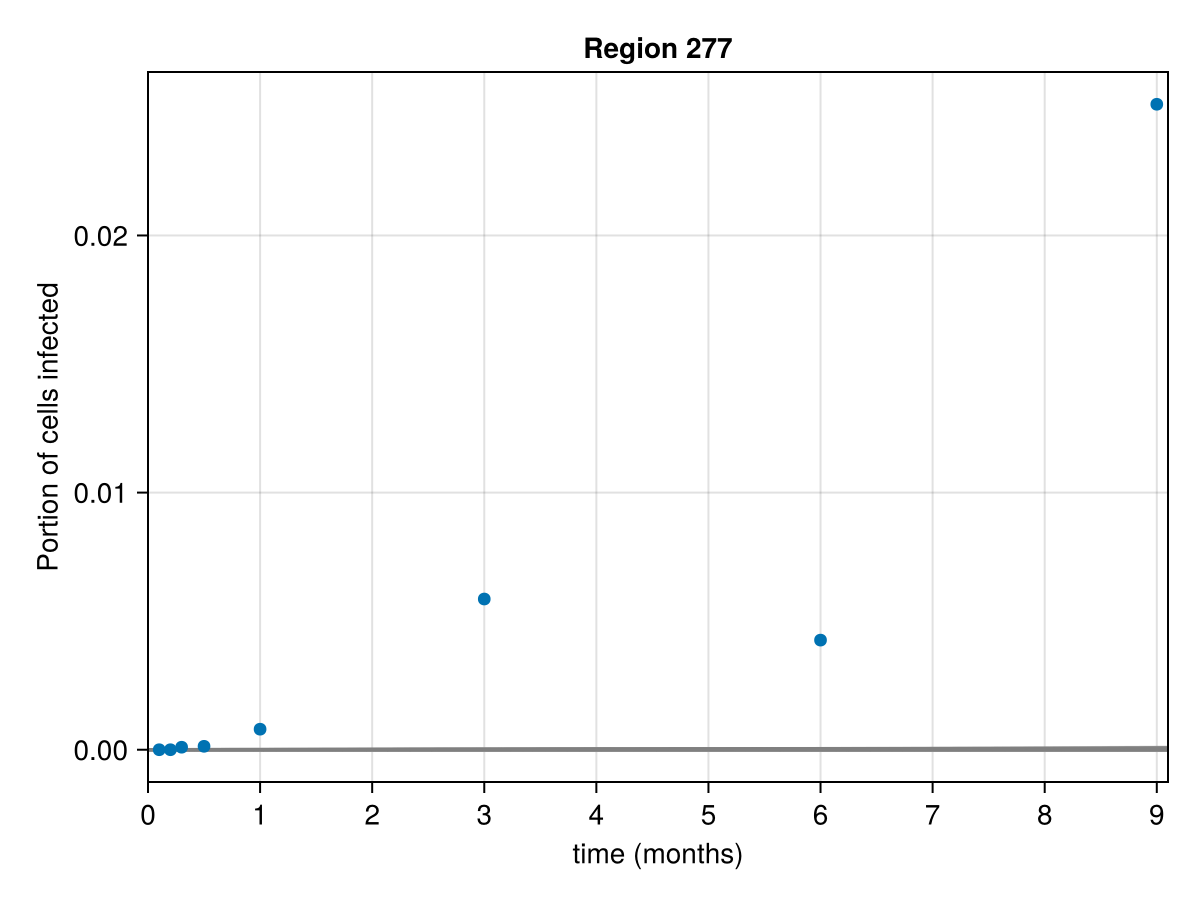 Region 277
Portion of cells infected
0.02
0.01
0.00
0 1 2 3 4 5 6 7 8 9
time (months)